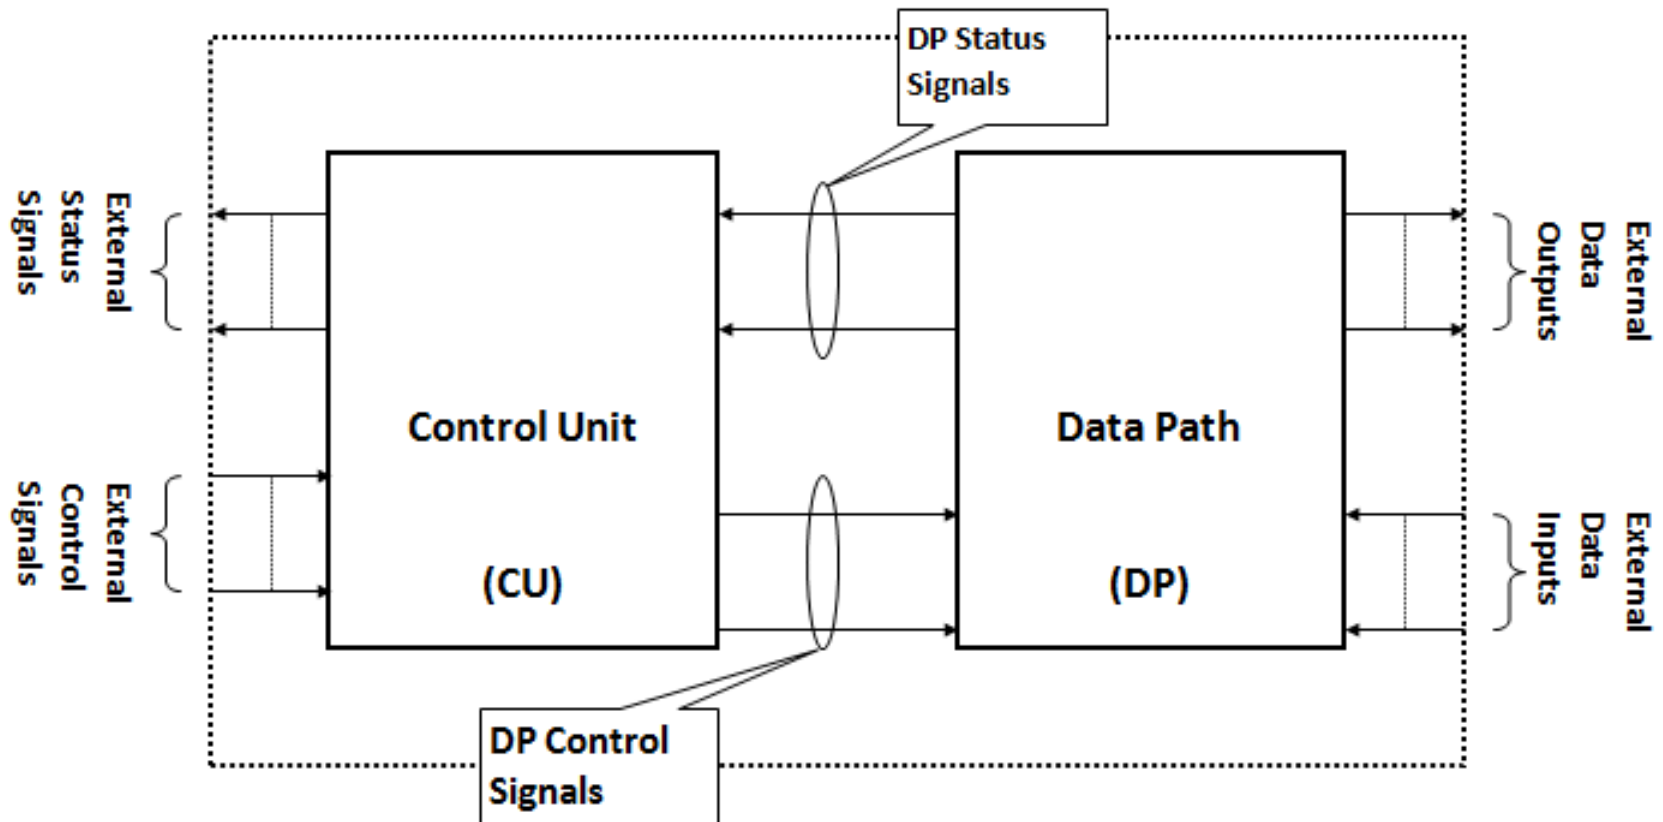 DP Status
Signals
External
Status
Signals
External
Data
Outputs
Control Unit
(CU)
Data Path
(DP)
External
Control
Signals
External
Data
Inputs
DP Control
Signals